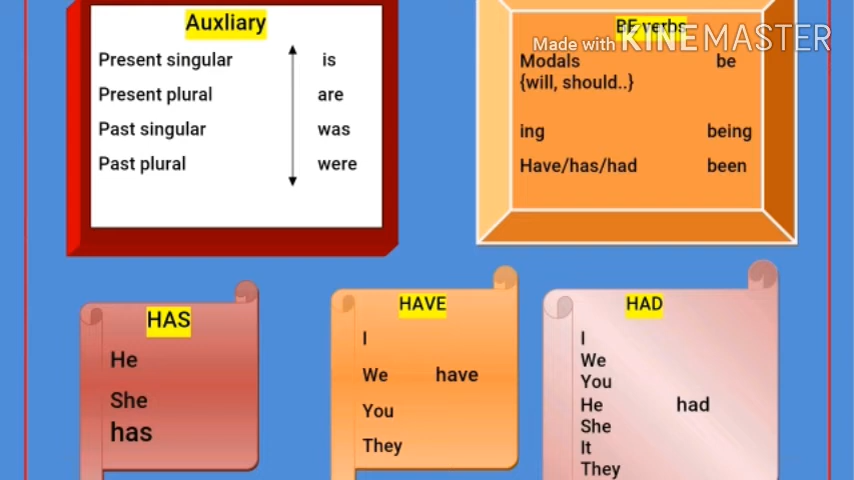 Auxliary
Present singular is
Present plural are
Past singular was
Past plural were
BE verbs
Made with KINEMASTER
Modals be
{will, should..}
ing being
Have/has/had been
HAS
He
She
has
HAVE
I
We have
You
They
HAD
I
We
You
He had
She
It
They